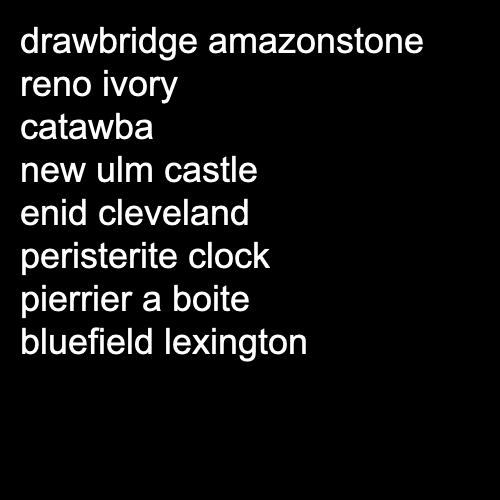 drawbridge amazonstone
reno ivory
catawba
new ulm castle
enid cleveland
peristerite clock
pierrier a boite
bluefield lexington